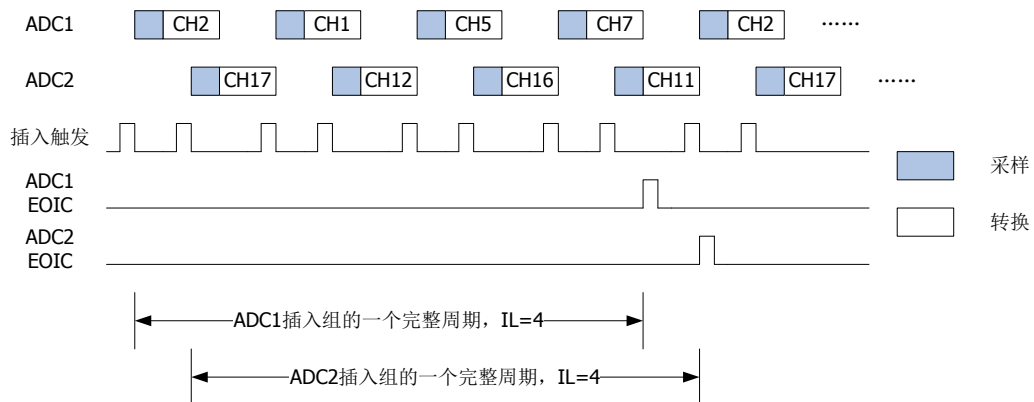 ADC1 CH2 CH1 CH5 CH7 CH2 ……
ADC2 CH17 CH12 CH16 CH11 CH17 ……
插入触发
采样
ADC1
EOIC
转换
ADC2
EOIC
ADC1插入组的一个完整周期，IL=4
ADC2插入组的一个完整周期，IL=4